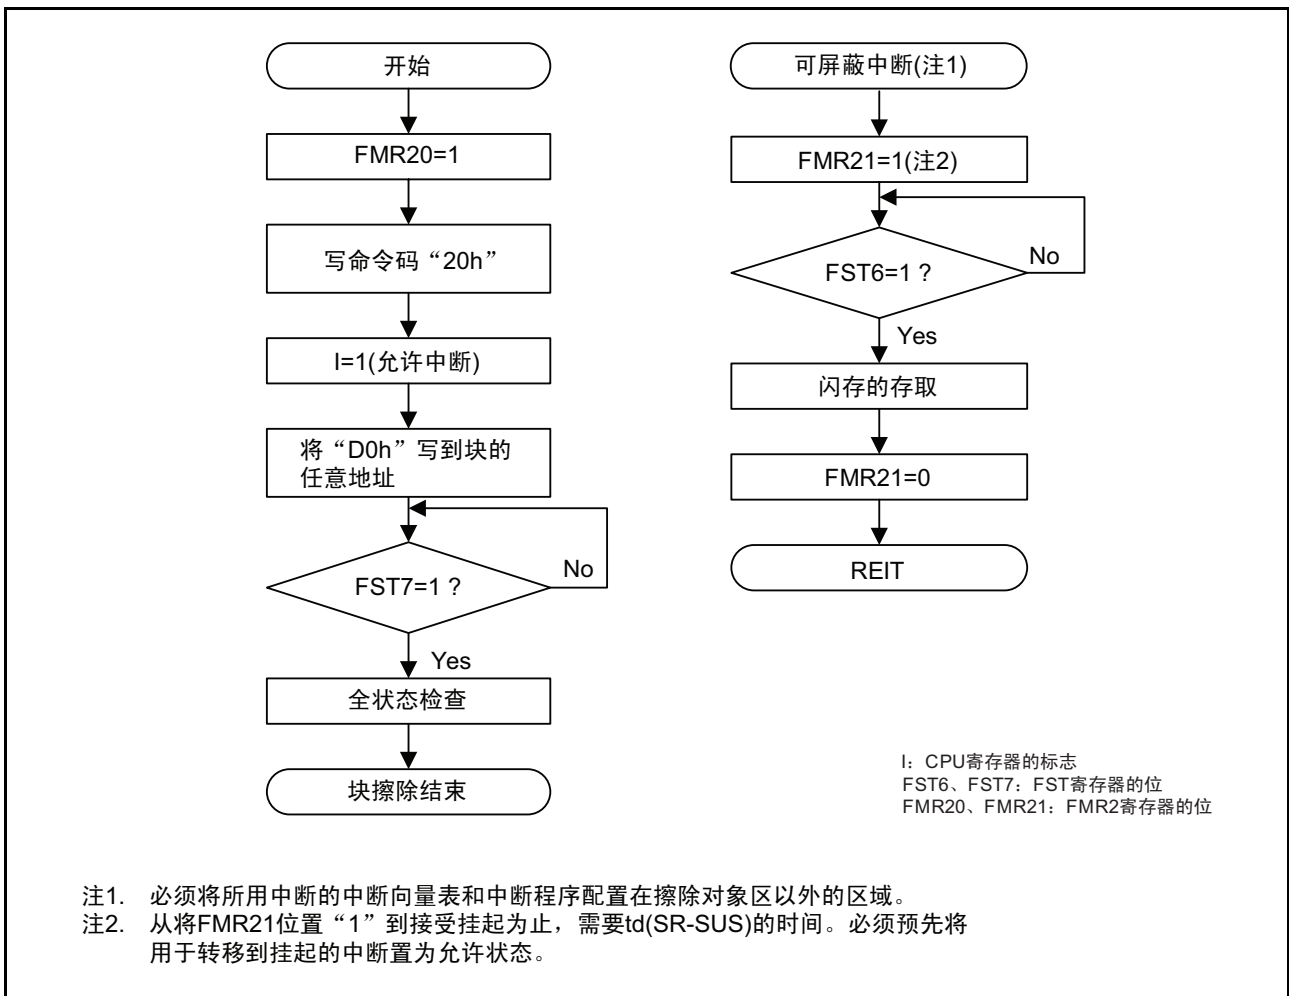 开始
FMR20=1
写命令码“20h”
I=1(允许中断)
将“D0h”写到块的
任意地址
FST7=1 ?
No
Yes
全状态检查
块擦除结束
可屏蔽中断(注1)
FMR21=1(注2)
FST6=1 ?
No
Yes
闪存的存取
FMR21=0
REIT
I：CPU寄存器的标志
FST6、FST7：FST寄存器的位
FMR20、FMR21：FMR2寄存器的位
注1. 必须将所用中断的中断向量表和中断程序配置在擦除对象区以外的区域。
注2. 从将FMR21位置“1”到接受挂起为止，需要td(SR-SUS)的时间。必须预先将
用于转移到挂起的中断置为允许状态。